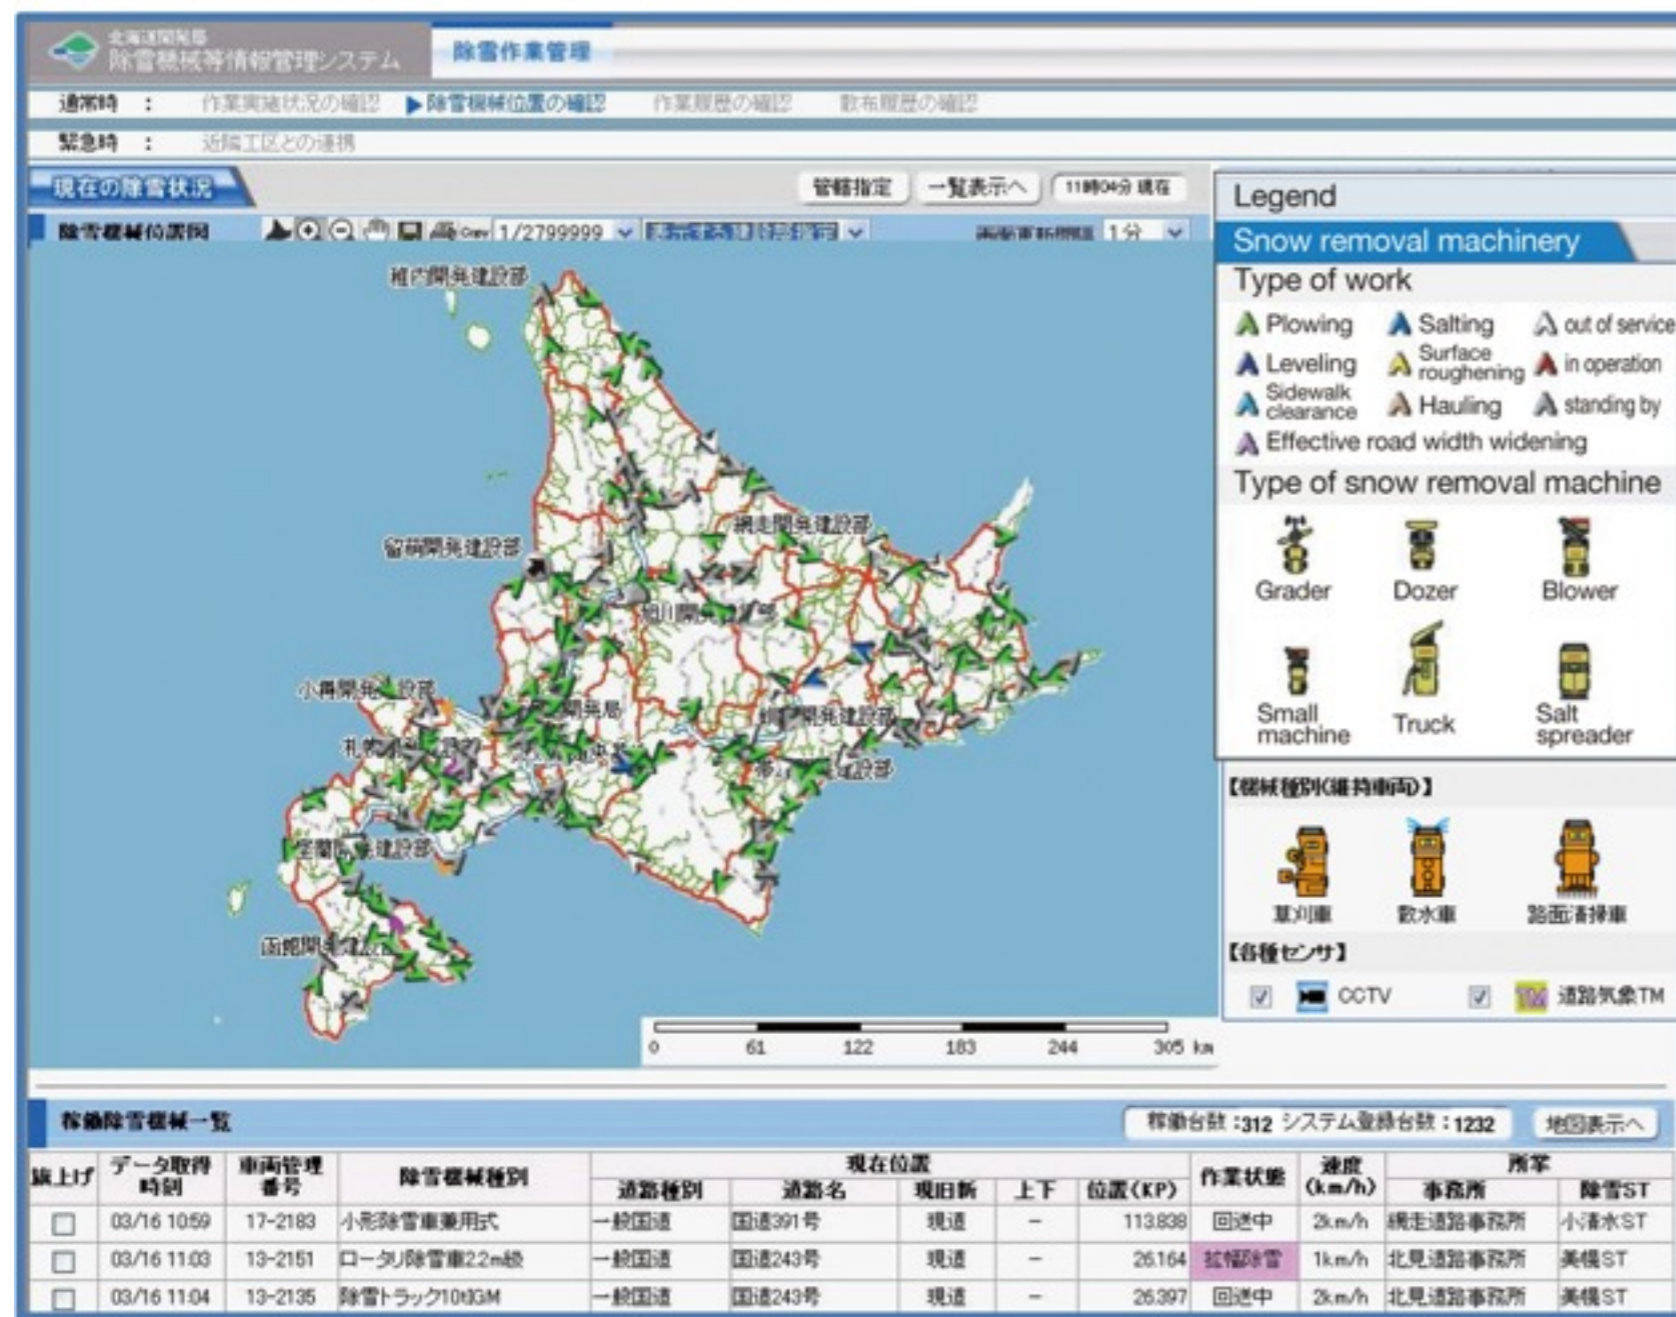 北海道開発局
除雪機械等情報管理システム
除雪作業管理
通常時 : 作業実施状況の確認 ▶除雪機械位置の確認 作業履歴の確認 散布履歴の確認
緊急時 : 近隣工区との連携
現在の除雪状況
管轄指定 一覧表示へ 11時04分 現在
除雪機械位置図 Copy 1/2799999 画面更新間隔 1分
稚内開発建設部
網走開発建設部
留萌開発建設部
旭川開発建設部
小樽開発建設部
開発局
開発建設部
札幌
建設部
室蘭開発建設部
函館開発建設
0 61 122 183 244 305 km
Legend
Snow removal machinery
Type of work
Plowing Salting out of service
Leveling Surface roughening in operation
Sidewalk clearance Hauling standing by
Effective road width widening
Type of snow removal machine
Grader Dozer Blower
Small machine Truck Salt spreader
【機械種別(維持車両)】
草刈車 散水車 路面清掃車
【各種センサ】
CCTV TM 道路気象TM
稼働除雪機械一覧 稼働台数:312 システム登録台数:1232 地図表示へ
旗上げ データ取得時刻 車両管理番号 除雪機械種別 現在位置 作業状態 速度(km/h) 所掌
道路種別 道路名 現旧新 上下 位置(KP) 事務所 除雪ST
03/16 10:59 17-2183 小形除雪車兼用式 一般国道 国道391号 現道 - 113.838 回送中 2km/h 網走道路事務所 小清水ST
03/16 11:03 13-2151 ロータリ除雪車2.2m級 一般国道 国道243号 現道 - 26.164 拡幅除雪 1km/h 北見道路事務所 美幌ST
03/16 11:04 13-2135 除雪トラック10t一般国道 国道243号 現道 - 26.397 回送中 2km/h 北見道路事務所 美幌ST